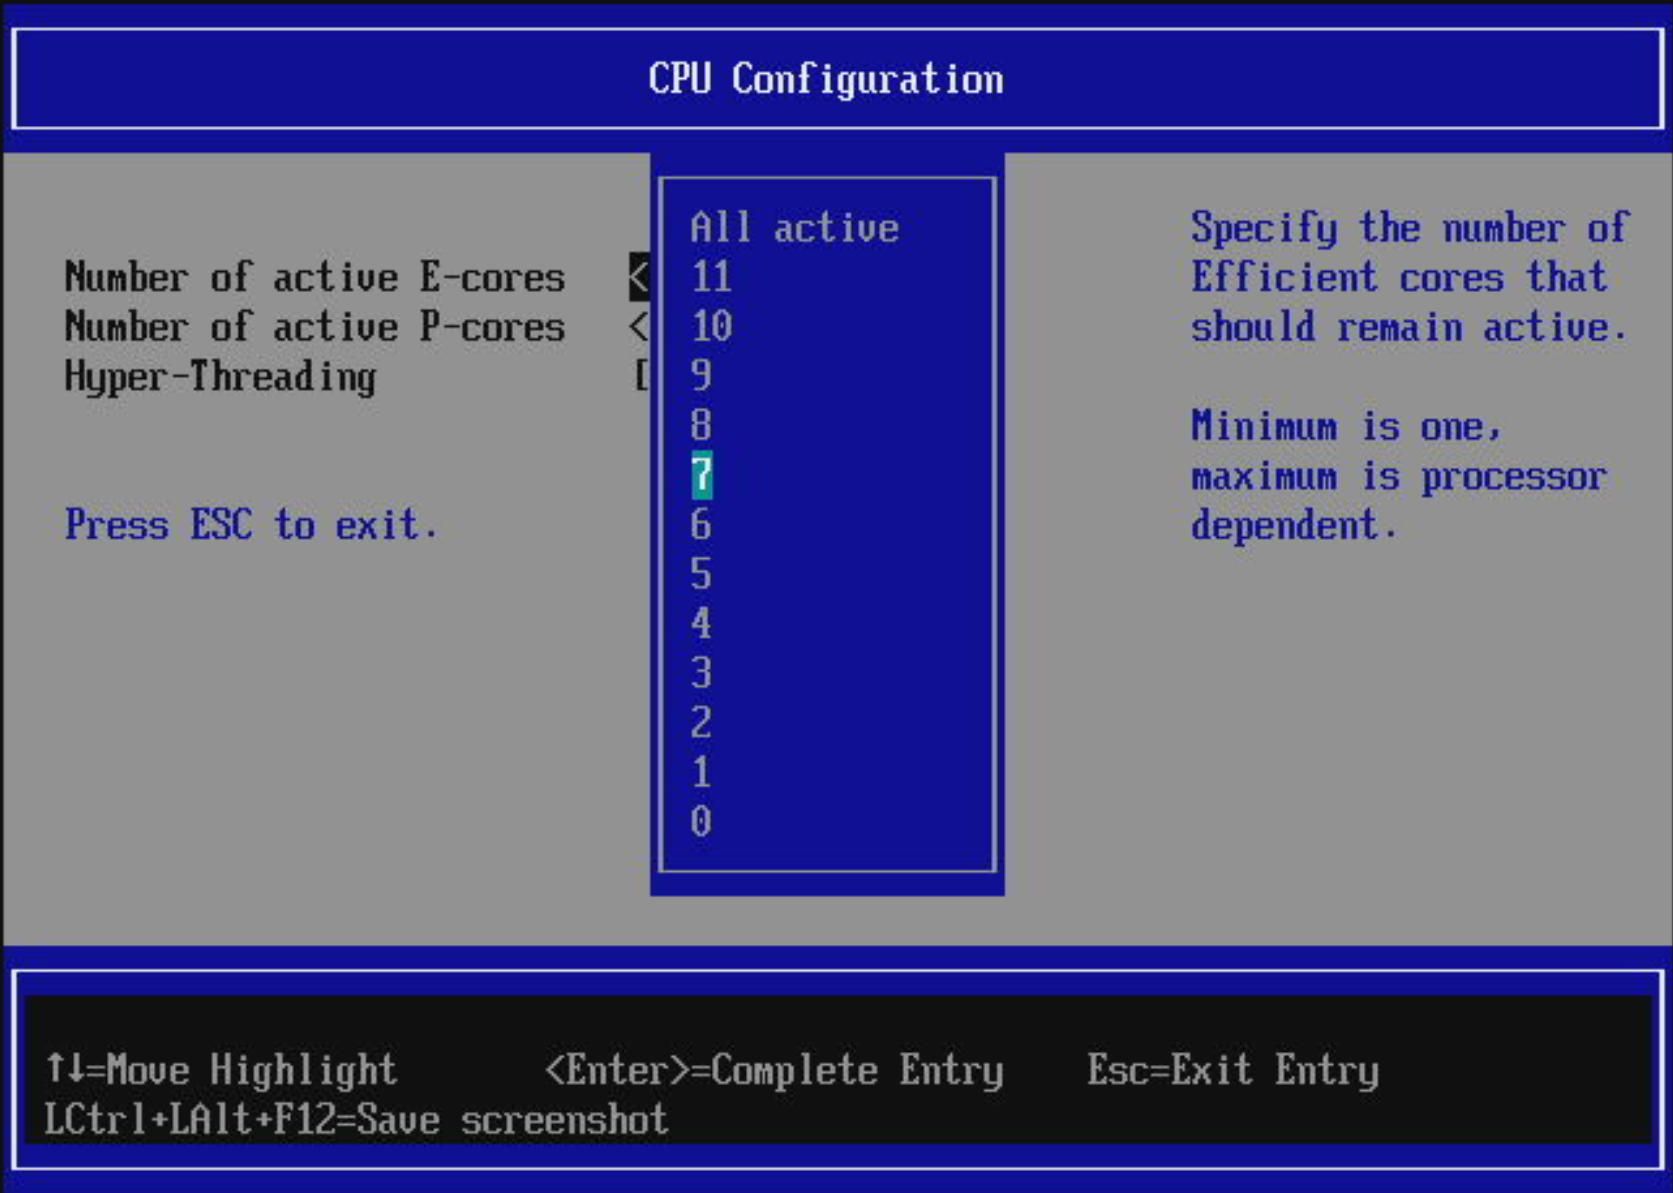 CPU Configuration
Number of active E-cores <
Number of active P-cores <
Hyper-Threading [
Press ESC to exit.
All active
11
10
9
8
7
6
5
4
3
2
1
0
Specify the number of
Efficient cores that
should remain active.
Minimum is one,
maximum is processor
dependent.
↑↓=Move Highlight <Enter>=Complete Entry Esc=Exit Entry
LCtrl+LAlt+F12=Save screenshot